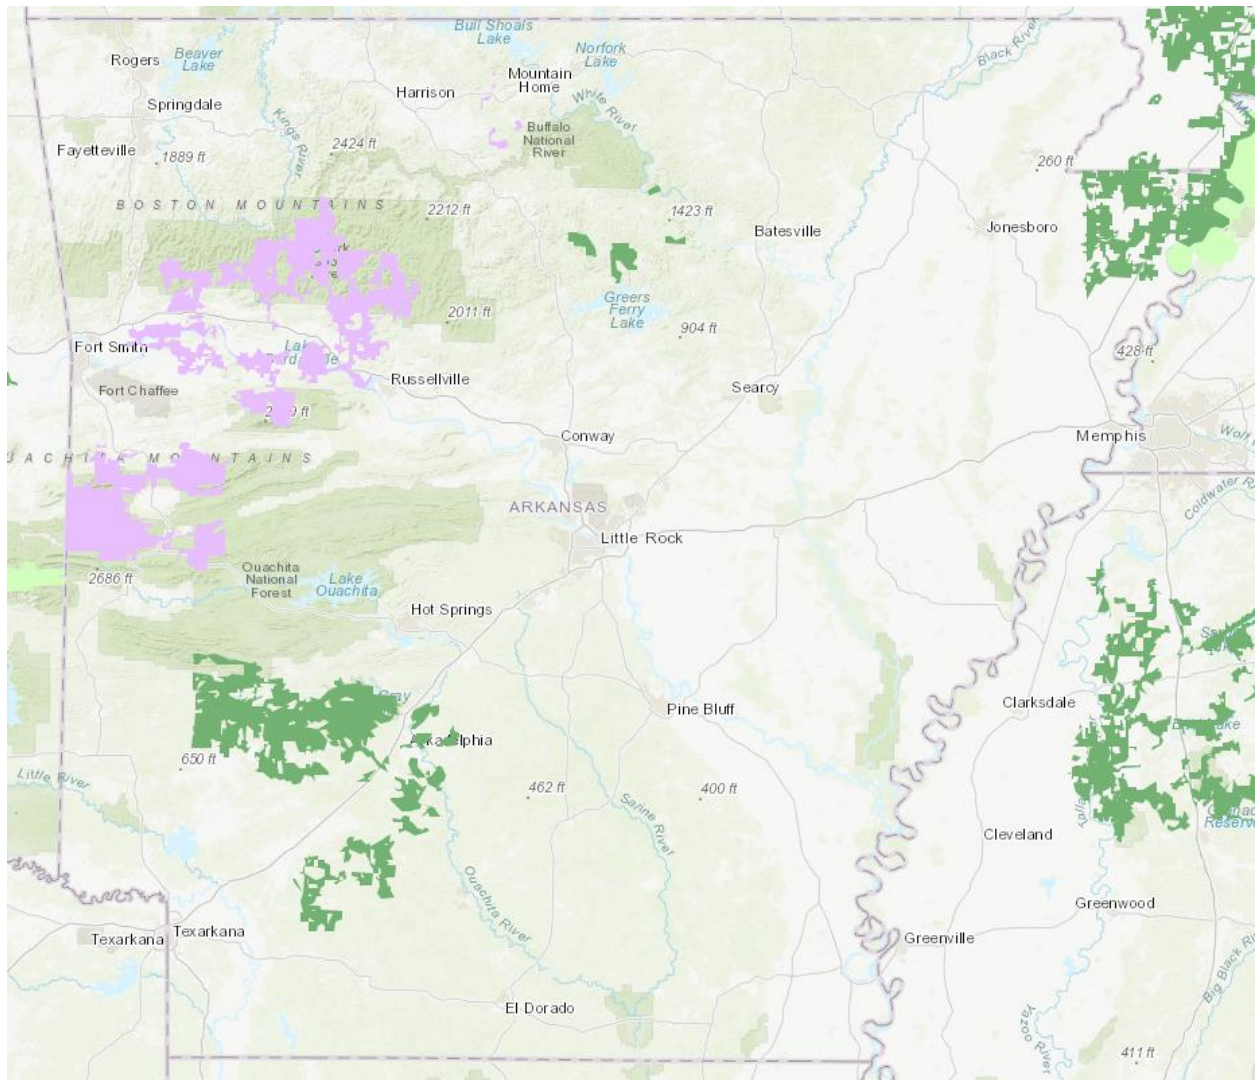 Bull Shoals
Lake
Black River
Rogers
Beaver
Lake
Norfork
Lake
Mountain
Home
Harrison
Springdale
White River
Kings River
Buffalo
National
River
Fayetteville
1889 ft
2424 ft
260 ft
BOSTON MOUNTAINS
2212 ft
1423 ft
Batesville
Jonesboro
2011 ft
Greers
Ferry
Lake
904 ft
428 ft
Fort Smith
Russellville
Fort Chaffee
Searcy
Conway
Memphis
MOUNTAINS
Coldwater
ARKANSAS
Little Rock
2686 ft
Ouachita
National
Forest
Lake
Ouachita
Hot Springs
Clarksdale
Pine Bluff
Arkadelphia
650 ft
Little River
462 ft
400 ft
Saline River
Cleveland
Ouachita River
Greenwood
Texarkana
Texarkana
Greenville
El Dorado
Big Black
Yazoo River
411 ft